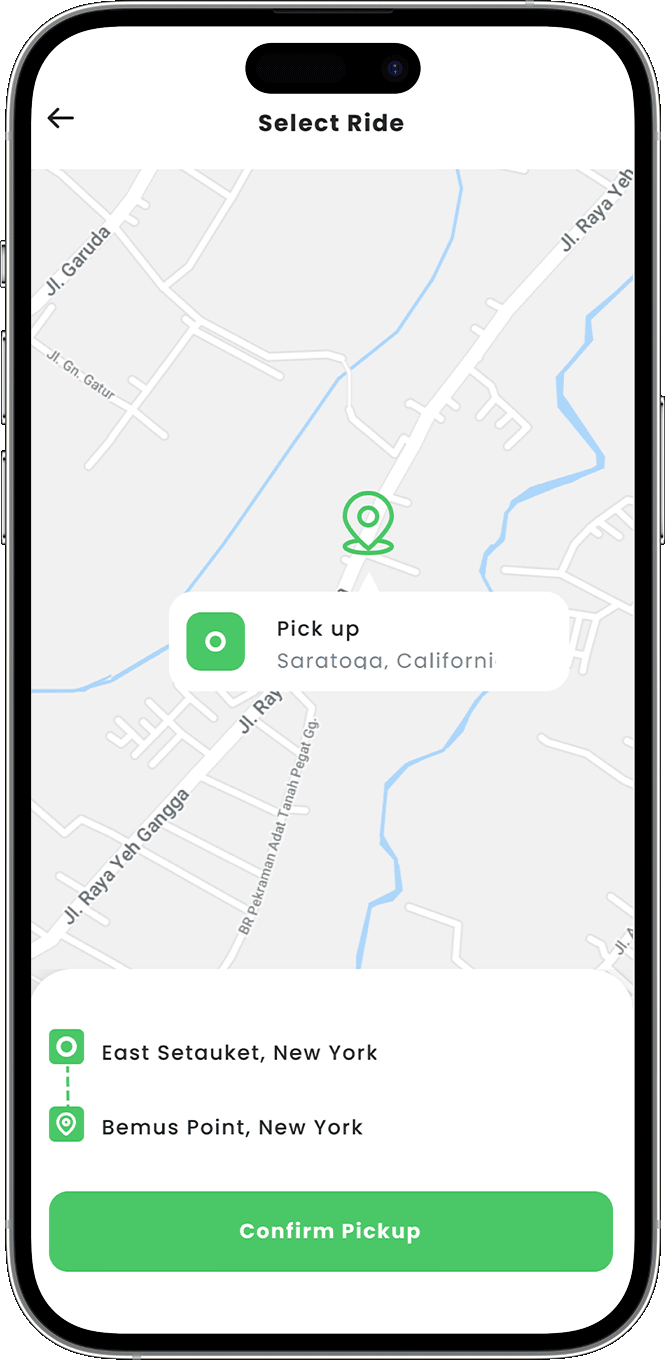 Select Ride
Jl. Raya Yeh
Jl. Garuda
Jl. Gn. Gatur
Pick up
Saratoga, Californi
Jl. Ray
BR Pekraman Adat Tanah Pegat Gg.
Jl. Raya Yeh Gangga
Jl. A
East Setauket, New York
Bemus Point, New York
Confirm Pickup